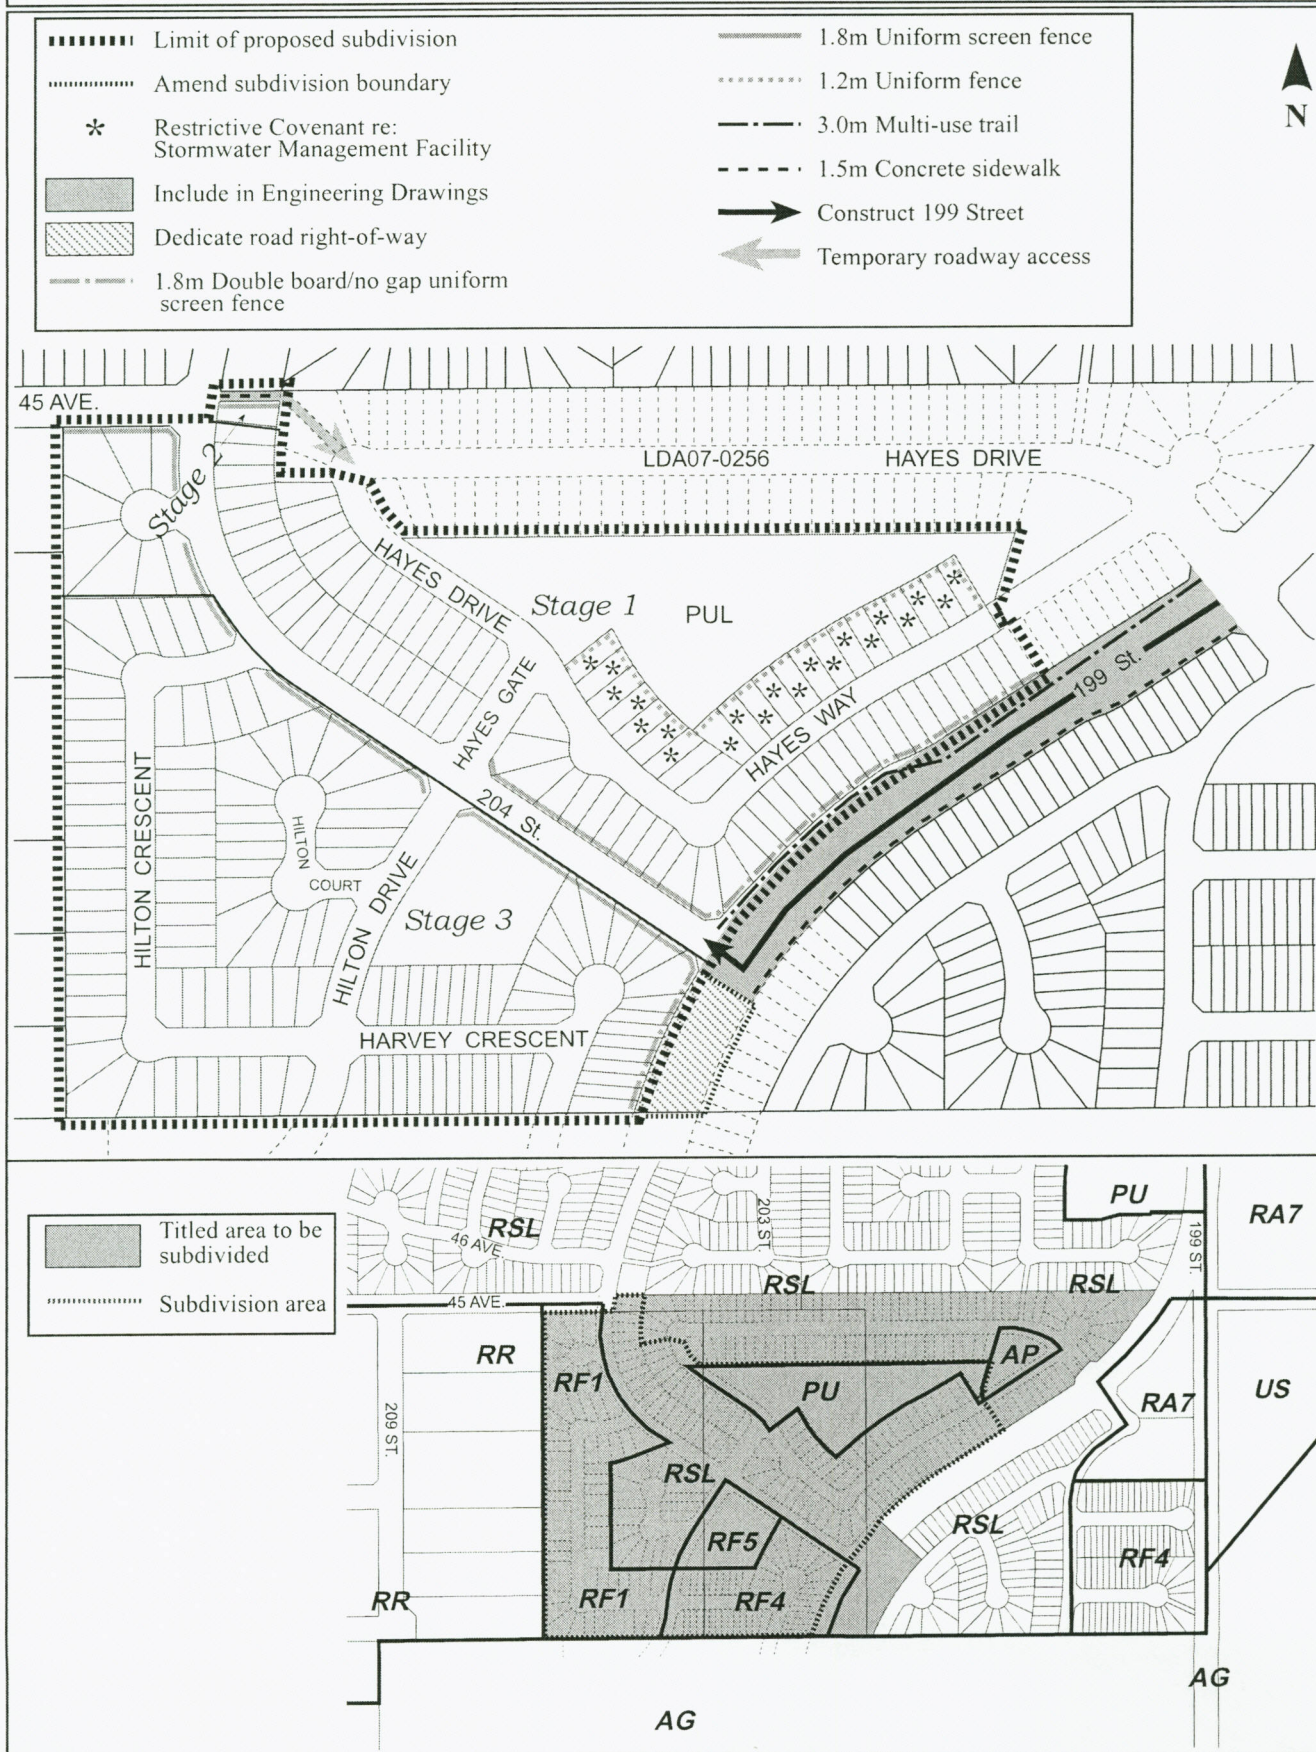 Limit of proposed subdivision
Amend subdivision boundary
* Restrictive Covenant re:
Stormwater Management Facility
Include in Engineering Drawings
Dedicate road right-of-way
1.8m Double board/no gap uniform
screen fence
1.8m Uniform screen fence
1.2m Uniform fence
3.0m Multi-use trail
1.5m Concrete sidewalk
Construct 199 Street
Temporary roadway access
N
45 AVE.
Stage 2
LDA07-0256
HAYES DRIVE
HAYES DRIVE
Stage 1
PUL
HAYES GATE
HAYES WAY
199 St.
204 St.
HILTON CRESCENT
HILTON
COURT
HILTON DRIVE
Stage 3
HARVEY CRESCENT
Titled area to be
subdivided
Subdivision area
RSL
46 AVE.
203 ST.
PU
199 ST.
RA7
RSL
RSL
45 AVE.
RR
RF1
AP
PU
RA7
US
209 ST.
RSL
RSL
RF5
RF4
RR
RF1
RF4
AG
AG